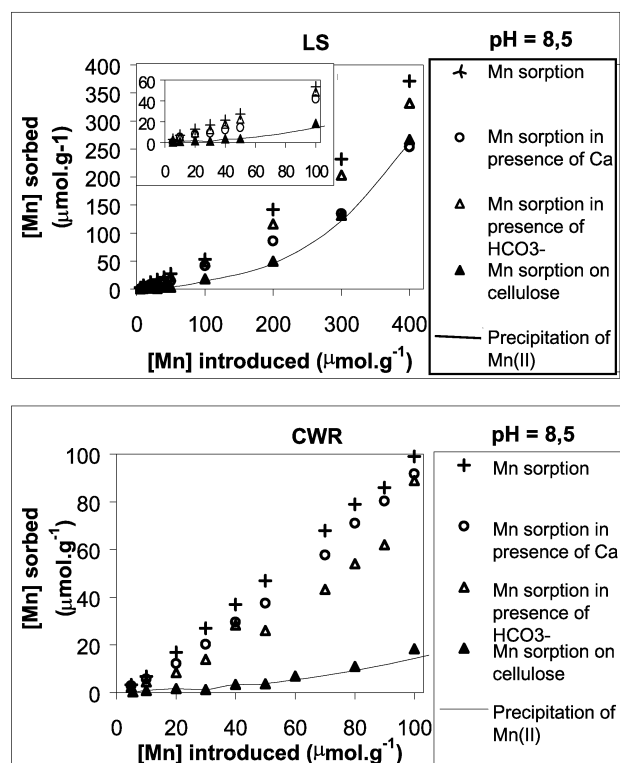 LS
pH = 8,5
400
350
300
250
200
150
100
50
0
60
40
20
0
0 10 20 30 40 50 60 70 80 90 100
0 100 200 300 400
[Mn] sorbed
(µmol.g-1)
[Mn] introduced (µmol.g-1)
Mn sorption
Mn sorption in
presence of Ca
Mn sorption in
presence of
HCO3-
Mn sorption on
cellulose
Precipitation of
Mn(II)
CWR
pH = 8,5
100
80
60
40
20
0
0 20 40 60 80 100
[Mn] sorbed
(µmol.g-1)
[Mn] introduced (µmol.g-1)
Mn sorption
Mn sorption in
presence of Ca
Mn sorption in
presence of
HCO3-
Mn sorption on
cellulose
Precipitation of
Mn(II)